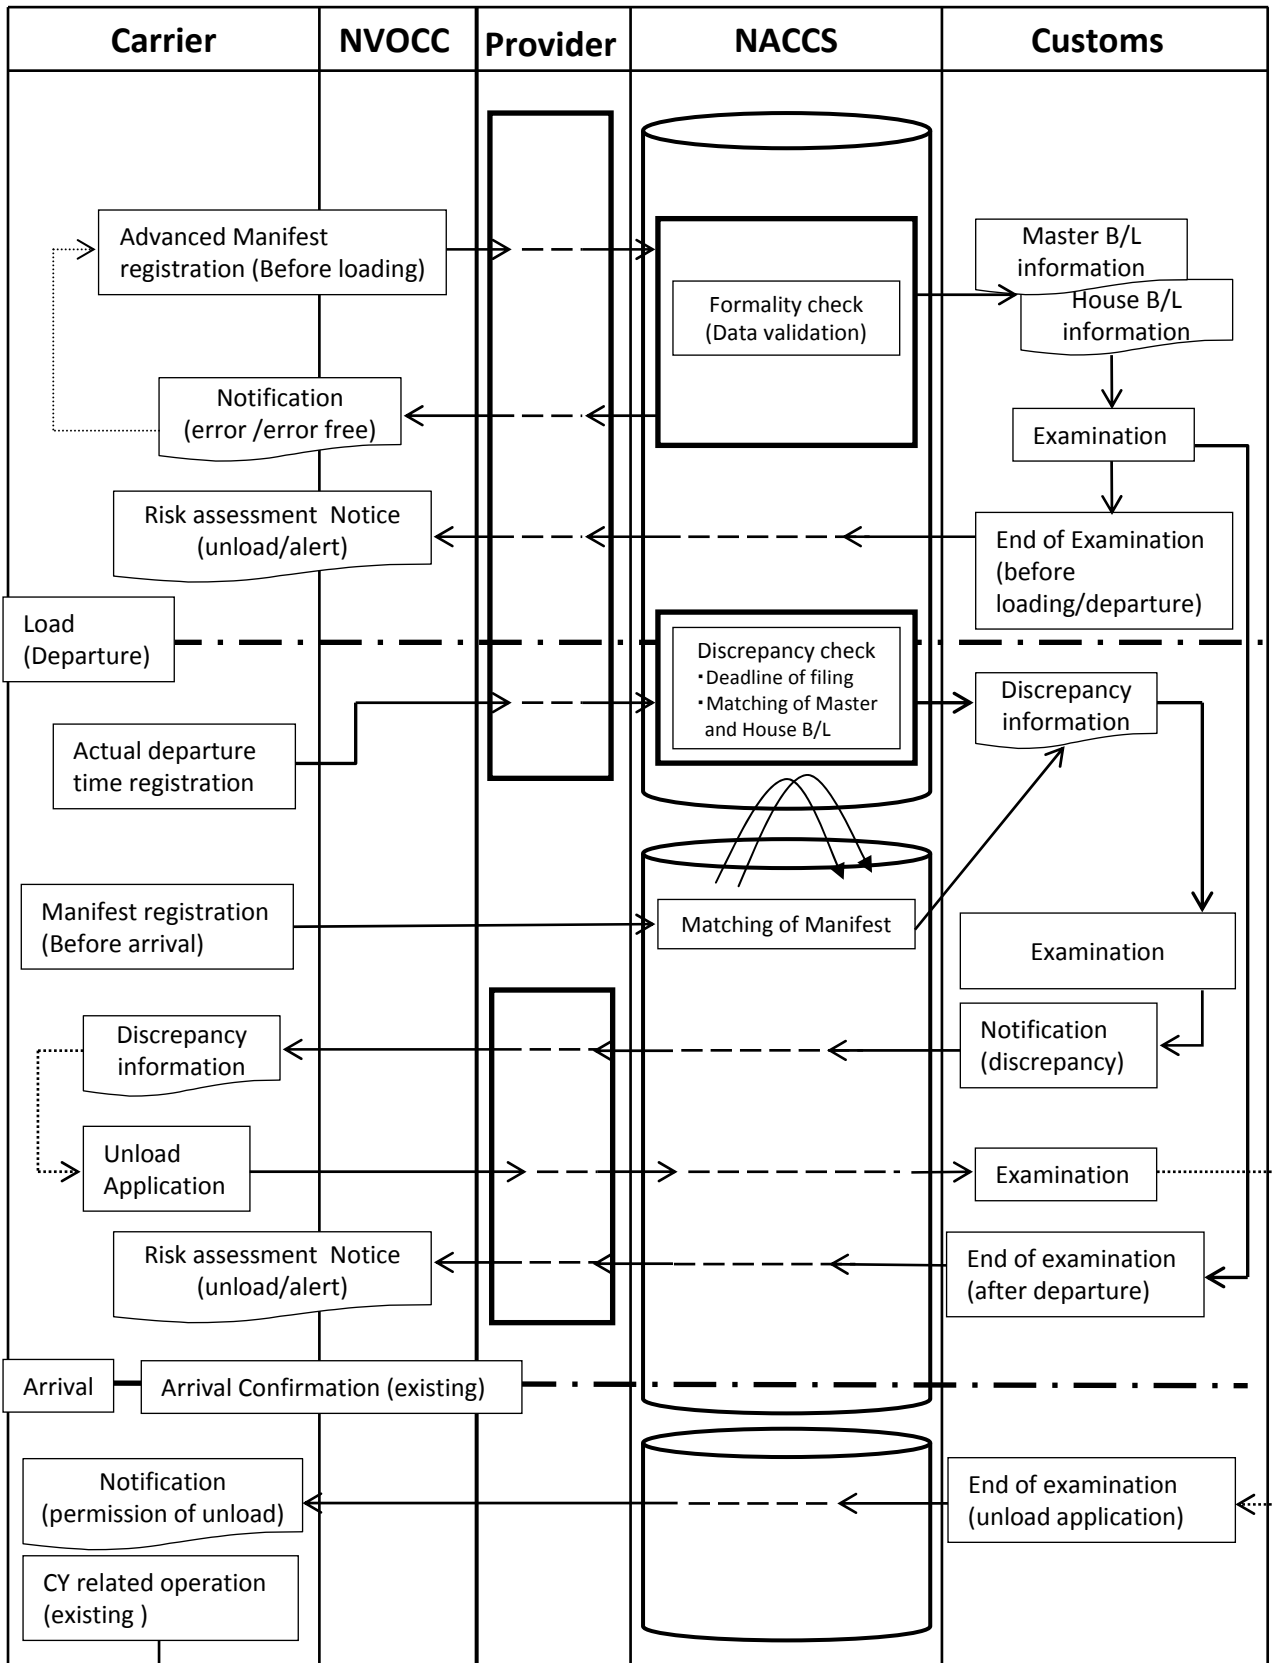 Carrier
NVOCC
Provider
NACCS
Customs
Advanced Manifest
registration (Before loading)
Formality check
(Data validation)
Master B/L
information
House B/L
information
Notification
(error /error free)
Examination
Risk assessment  Notice
(unload/alert)
End of Examination
(before
loading/departure)
Load
(Departure)
Discrepancy check
・Deadline of filing
・Matching of Master
and House B/L
Discrepancy
information
Actual departure
time registration
Manifest registration
(Before arrival)
Matching of Manifest
Examination
Discrepancy
information
Notification
(discrepancy)
Unload
Application
Examination
Risk assessment  Notice
(unload/alert)
End of examination
(after departure)
Arrival
Arrival Confirmation (existing)
Notification
(permission of unload)
End of examination
(unload application)
CY related operation
(existing )